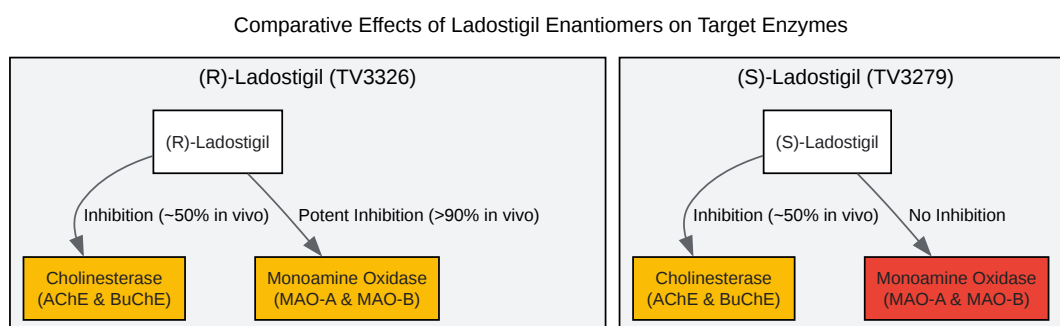 Comparative Effects of Ladostigil Enantiomers on Target Enzymes
(R)-Ladostigil (TV3326)
(R)-Ladostigil
Inhibition (~50% in vivo)
Potent Inhibition (>90% in vivo)
Cholinesterase
(AChE & BuChE)
Monoamine Oxidase
(MAO-A & MAO-B)
(S)-Ladostigil (TV3279)
(S)-Ladostigil
Inhibition (~50% in vivo)
No Inhibition
Cholinesterase
(AChE & BuChE)
Monoamine Oxidase
(MAO-A & MAO-B)